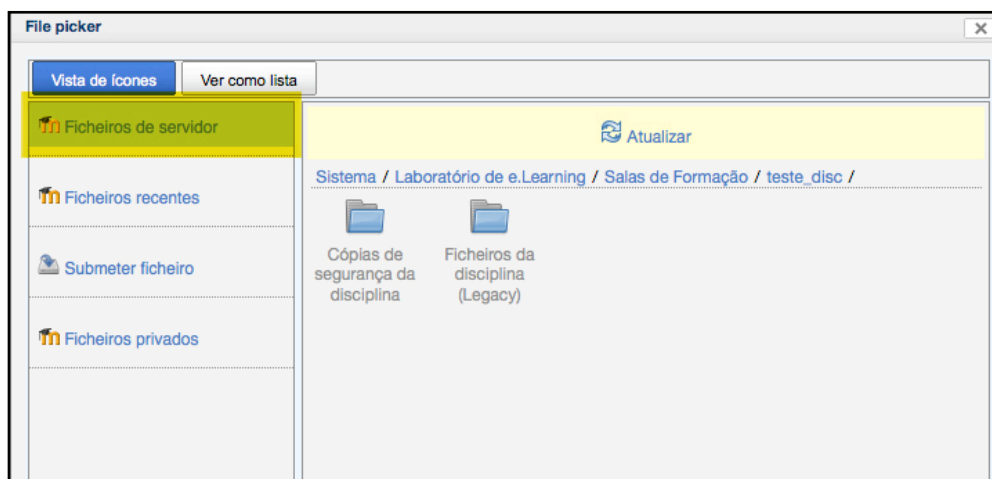 File picker
Vista de ícones
Ver como lista
Ficheiros de servidor
Ficheiros recentes
Submeter ficheiro
Ficheiros privados
Atualizar
Sistema / Laboratório de e.Learning / Salas de Formação / teste_disc /
Cópias de
segurança da
disciplina
Ficheiros da
disciplina
(Legacy)